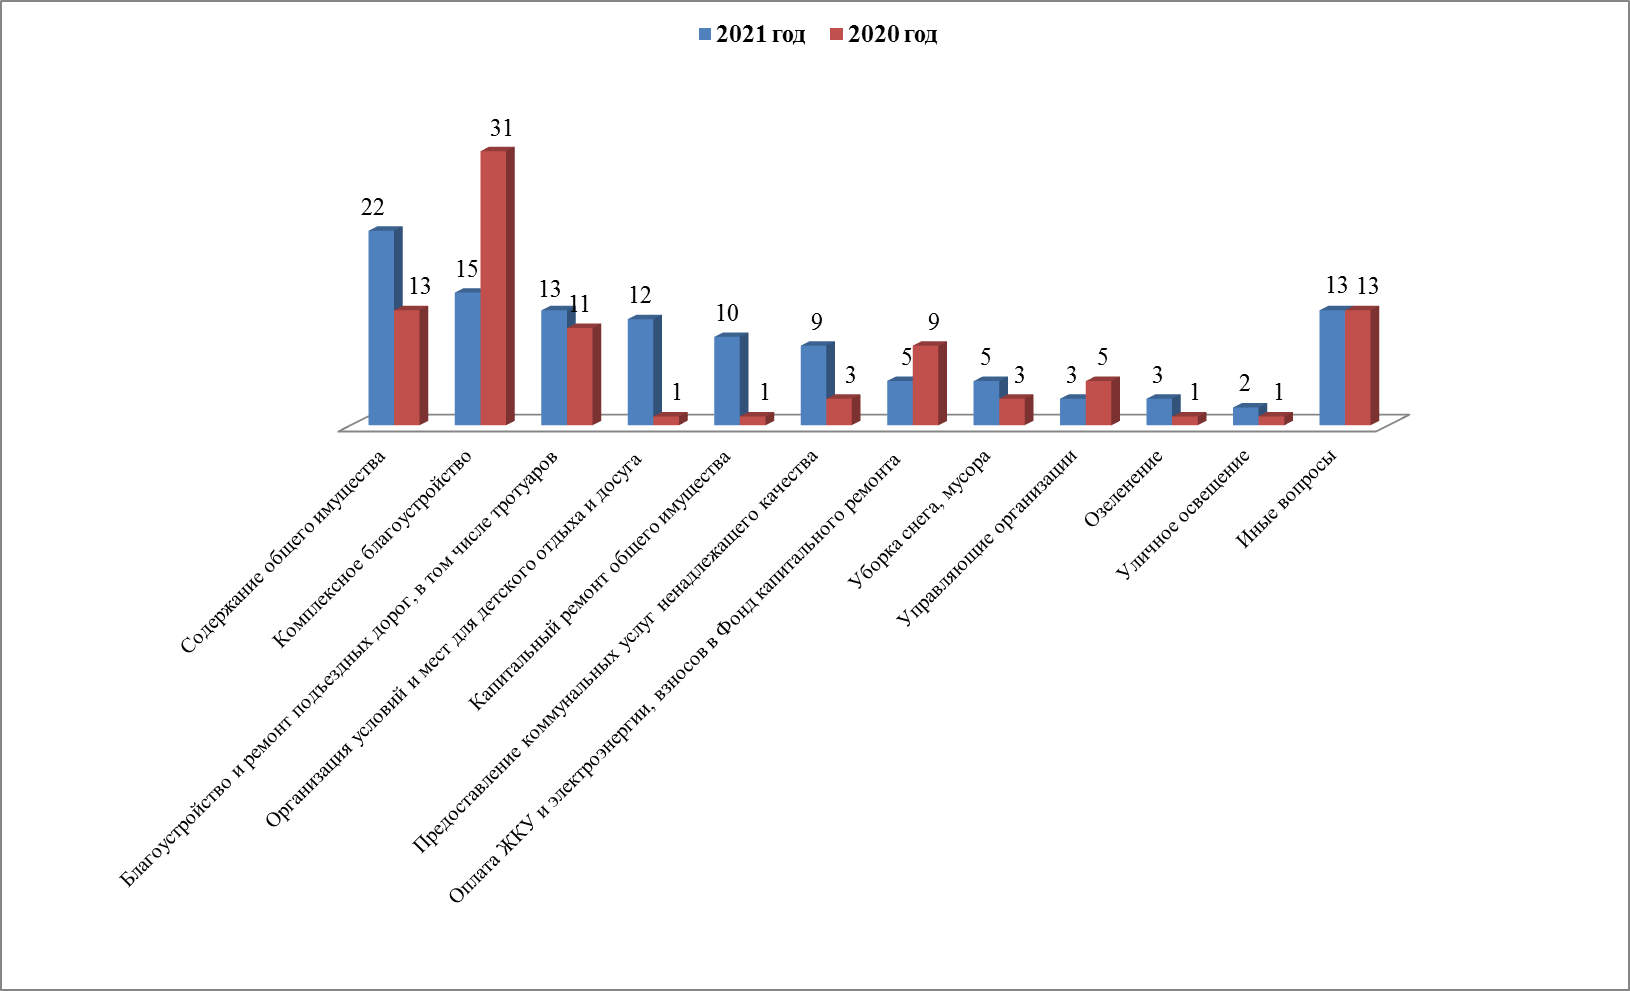 2021 год 2020 год
22 13
15 31
13 11
12 1
10 1
9 3
5 9
5 3
3 5
3 1
2 1
13 13
Содержание общего имущества
Комплексное благоустройство
Благоустройство и ремонт подъездных дорог, в том числе тротуаров
Организация условий и мест для детского отдыха и досуга
Капитальный ремонт общего имущества
Предоставление коммунальных услуг ненадлежащего качества
Оплата ЖКУ и электроэнергии, взносов в Фонд капитального ремонта
Уборка снега, мусора
Управляющие организации
Озеленение
Уличное освещение
Иные вопросы